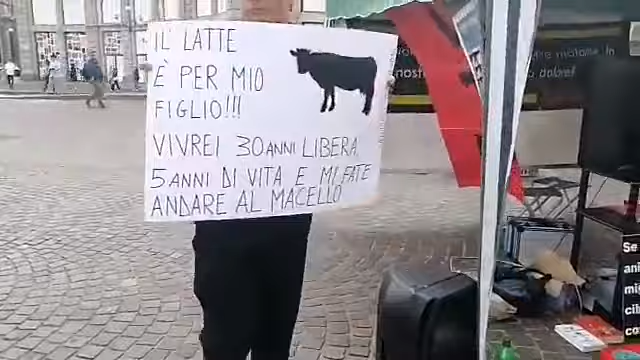 IL LATTE
È PER MIO
FIGLIO!!!
VIVREI 30 ANNI LIBERA,
5 ANNI DI VITA E MI FATE
ANDARE AL MACELLO
Se